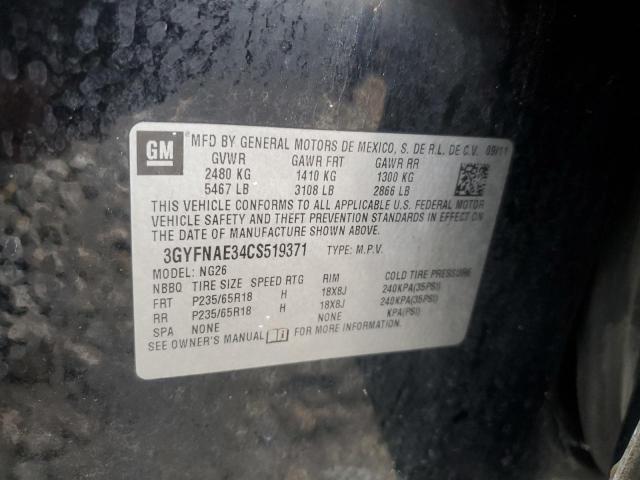 GM MFD BY GENERAL MOTORS DE MEXICO, S. DE R.L. DE C.V. 09/11
GVWR GAWR FRT GAWR RR
2480 KG 1410 KG 1300 KG
5467 LB 3108 LB 2866 LB
THIS VEHICLE CONFORMS TO ALL APPLICABLE U.S. FEDERAL MOTOR
VEHICLE SAFETY AND THEFT PREVENTION STANDARDS IN EFFECT ON
THE DATE OF MANUFACTURE SHOWN ABOVE.
3GYFNAE34CS519371 TYPE: M.P.V.
MODEL: NG26
NBBQ TIRE SIZE SPEED RTG RIM COLD TIRE PRESSURE
FRT P235/65R18 H 18X8J 240KPA(35PSI)
RR P235/65R18 H 18X8J 240KPA(35PSI)
SPA NONE NONE KPA(PSI)
SEE OWNER'S MANUAL FOR MORE INFORMATION.